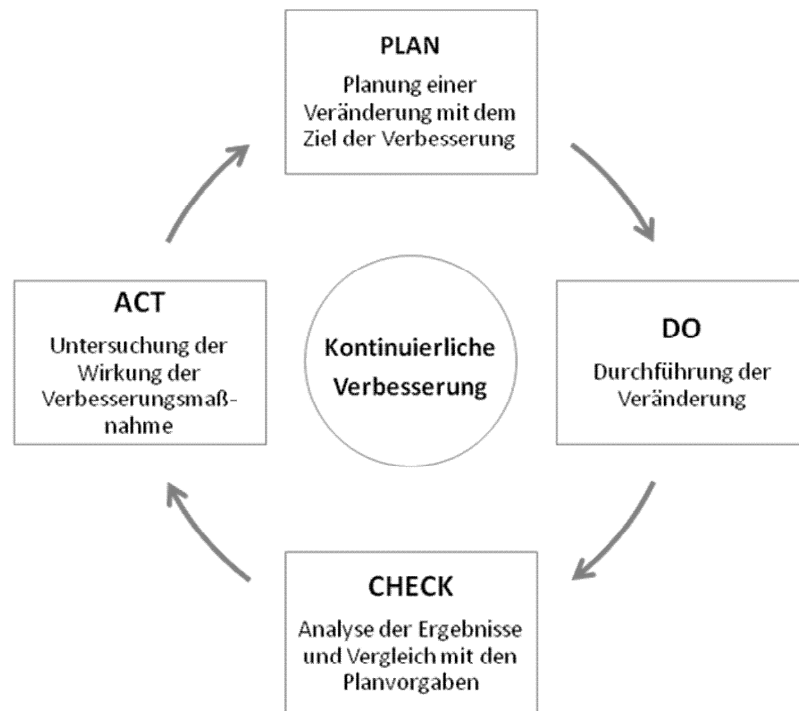 PLAN
Planung einer
Veränderung mit dem
Ziel der Verbesserung
ACT
Untersuchung der
Wirkung der
Verbesserungsmaß-
nahme
Kontinuierliche
Verbesserung
DO
Durchführung der
Veränderung
CHECK
Analyse der Ergebnisse
und Vergleich mit den
Planvorgaben